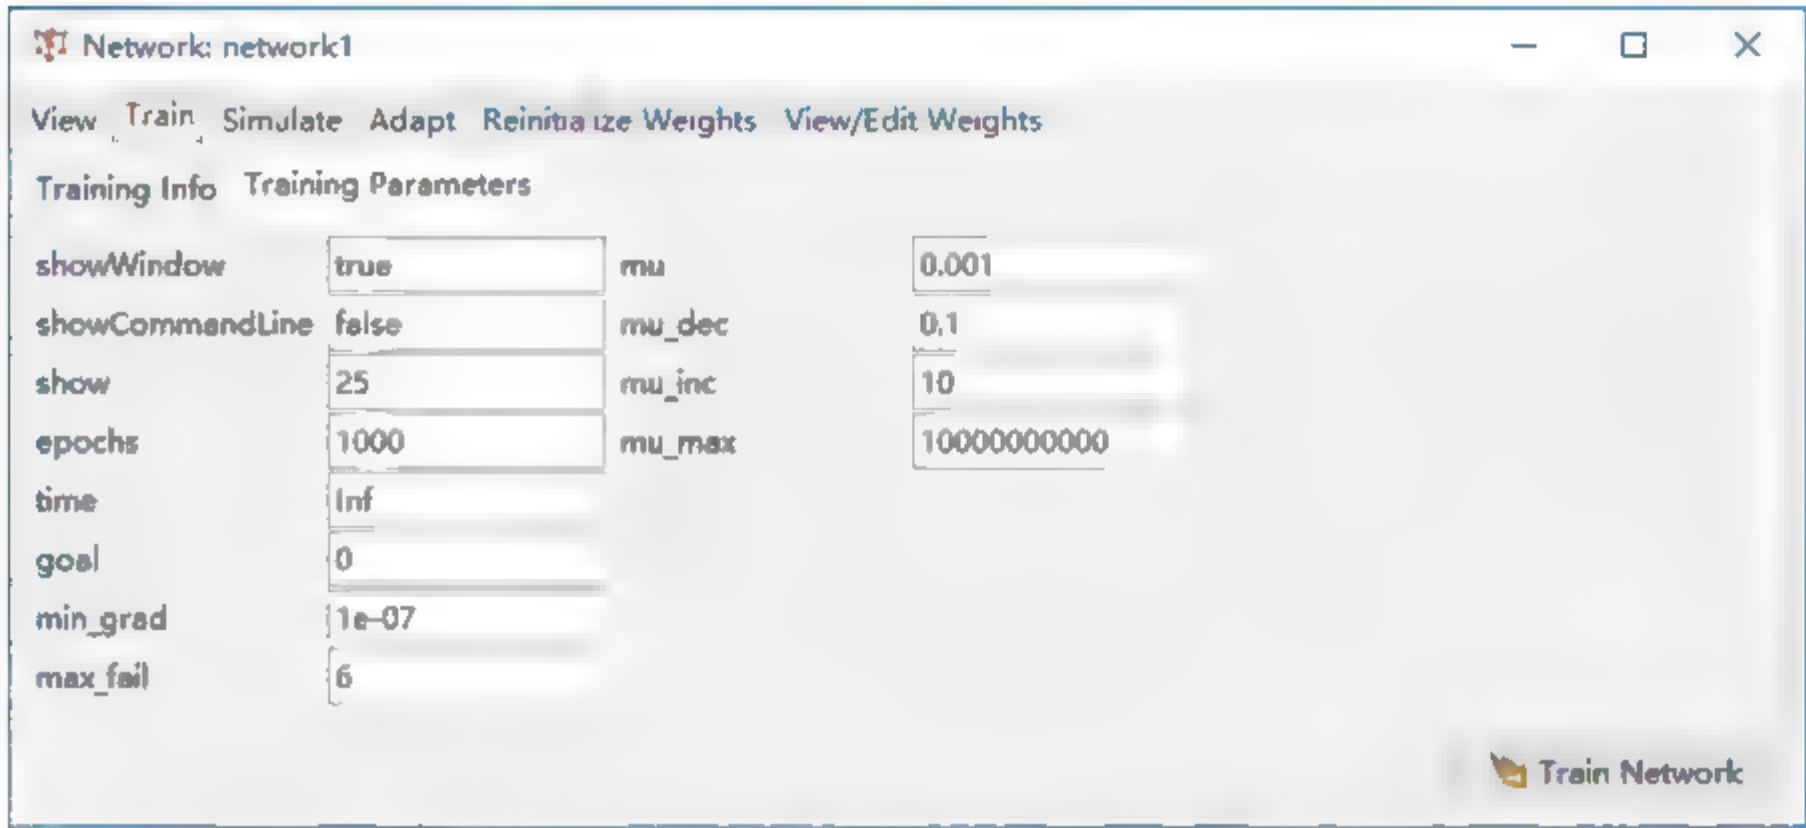 Network: network1
View Train Simulate Adapt Reinitialize Weights View/Edit Weights
Training Info Training Parameters
showWindow true mu 0.001
showCommandLine false mu_dec 0.1
show 25 mu_inc 10
epochs 1000 mu_max 10000000000
time Inf
goal 0
min_grad 1e-07
max_fail 6
Train Network